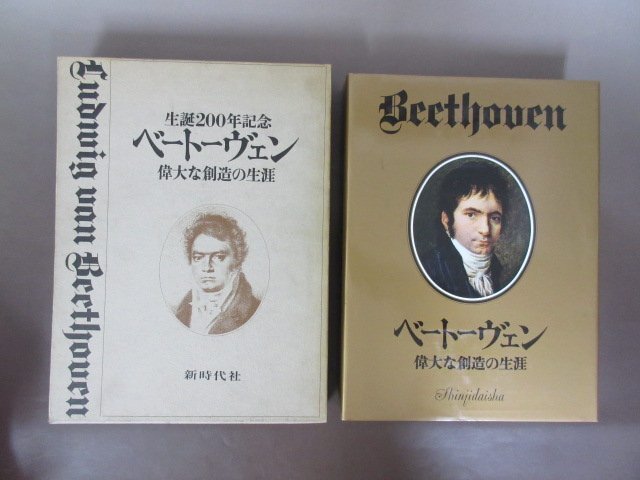 Ludwig van Beethoven
生誕200年記念
ベートーヴェン
偉大な創造の生涯
新時代社
Beethoven
ベートーヴェン
偉大な創造の生涯
Shinjidaisha